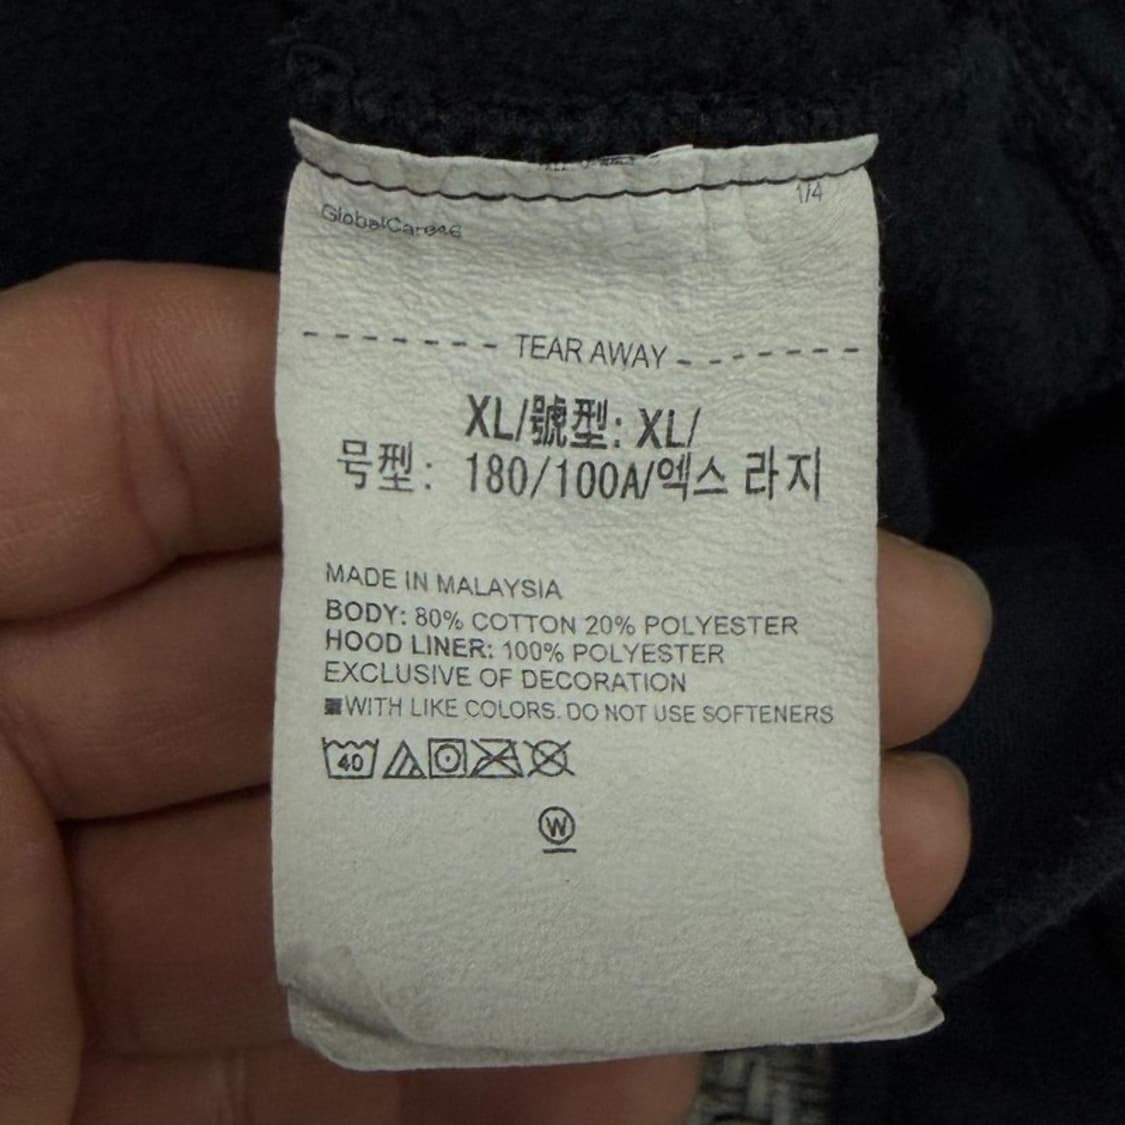 1/4
GlobalCare46
TEAR AWAY
XL/號型: XL/
号型: 180/100A/엑스 라지
MADE IN MALAYSIA
BODY: 80% COTTON 20% POLYESTER
HOOD LINER: 100% POLYESTER
EXCLUSIVE OF DECORATION
WITH LIKE COLORS. DO NOT USE SOFTENERS
40
W